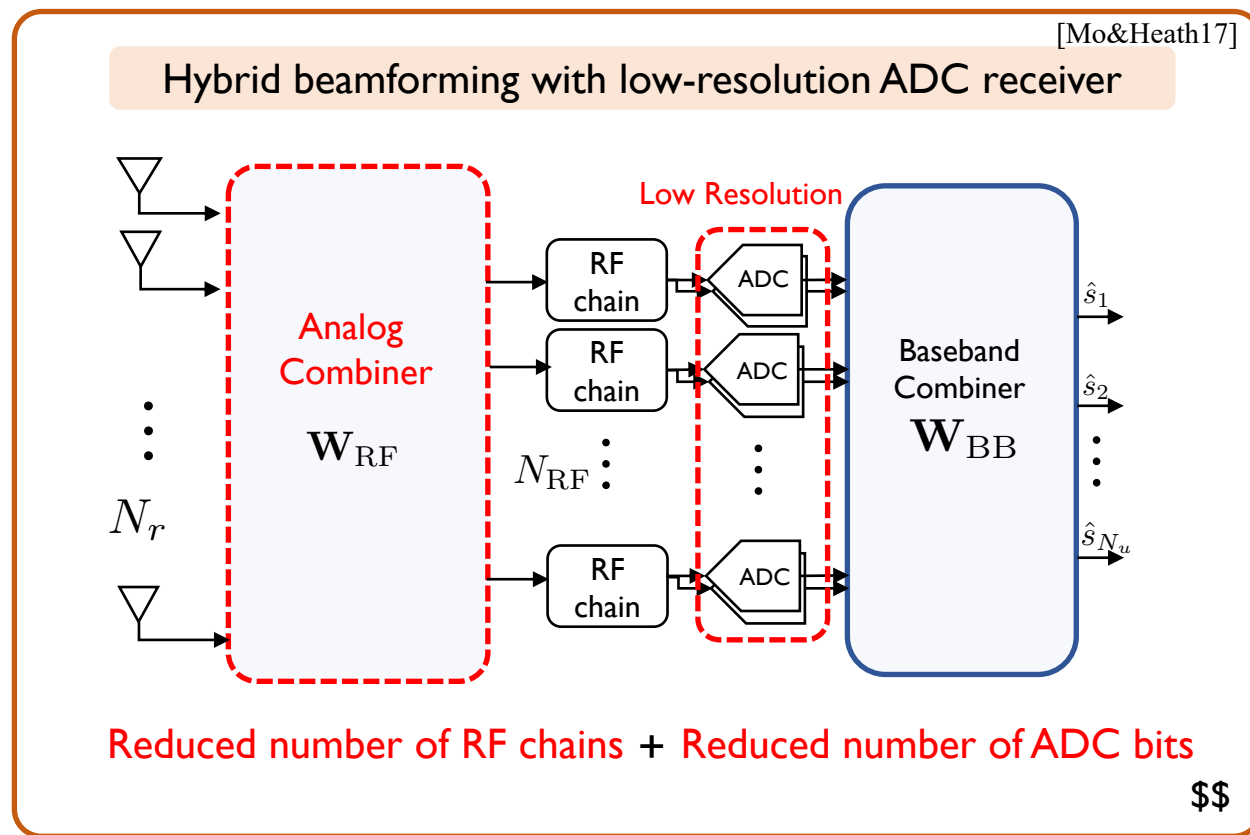 [Mo&Heath17]
Hybrid beamforming with low-resolution ADC receiver
Low Resolution
Analog
Combiner
W_RF
N_r
RF
chain
RF
chain
N_RF
RF
chain
ADC
ADC
ADC
Baseband
Combiner
W_BB
ŝ_1
ŝ_2
ŝ_{N_u}
Reduced number of RF chains + Reduced number of ADC bits
$$